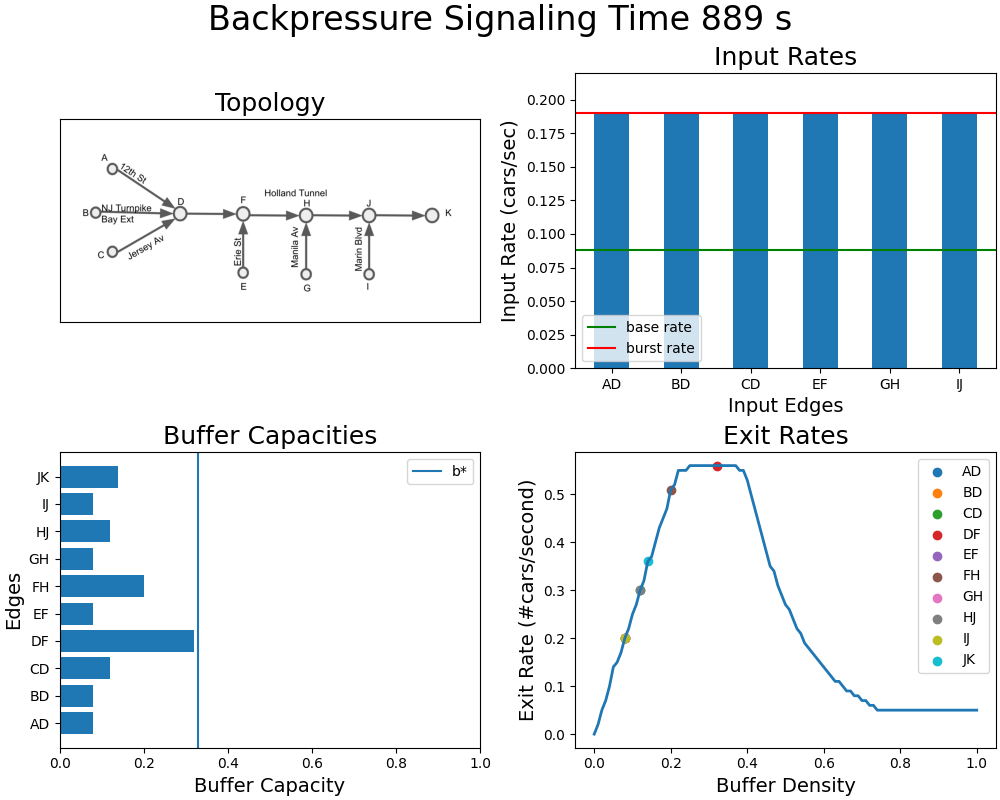 Backpressure Signaling Time 889 s
Topology
A
12th St
B
NJ Turnpike
Bay Ext
C
Jersey Av
D
F
Holland Tunnel
H
J
K
Erie St
Manila Av
Marin Blvd
E
G
I
Input Rates
Input Rate (cars/sec)
0.200
0.175
0.150
0.125
0.100
0.075
0.050
0.025
0.000
base rate
burst rate
AD BD CD EF GH IJ
Input Edges
Buffer Capacities
Edges
JK
IJ
HJ
GH
FH
EF
DF
CD
BD
AD
b*
0.0 0.2 0.4 0.6 0.8 1.0
Buffer Capacity
Exit Rates
Exit Rate (#cars/second)
0.5
0.4
0.3
0.2
0.1
0.0
AD
BD
CD
DF
EF
FH
GH
HJ
IJ
JK
0.0 0.2 0.4 0.6 0.8 1.0
Buffer Density